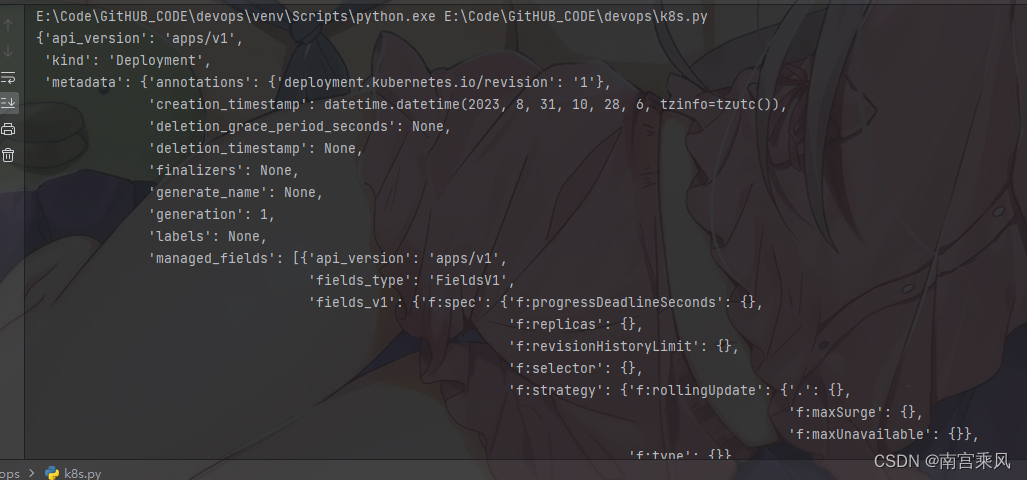 E:\Code\GitHUB_CODE\devops\venv\Scripts\python.exe E:\Code\GitHUB_CODE\devops\k8s.py
{'api_version': 'apps/v1',
 'kind': 'Deployment',
 'metadata': {'annotations': {'deployment.kubernetes.io/revision': '1'},
              'creation_timestamp': datetime.datetime(2023, 8, 31, 10, 28, 6, tzinfo=tzutc()),
              'deletion_grace_period_seconds': None,
              'deletion_timestamp': None,
              'finalizers': None,
              'generate_name': None,
              'generation': 1,
              'labels': None,
              'managed_fields': [{'api_version': 'apps/v1',
                                  'fields_type': 'FieldsV1',
                                  'fields_v1': {'f:spec': {'f:progressDeadlineSeconds': {},
                                                           'f:replicas': {},
                                                           'f:revisionHistoryLimit': {},
                                                           'f:selector': {},
                                                           'f:strategy': {'f:rollingUpdate': {'.': {},
                                                                                              'f:maxSurge': {},
                                                                                              'f:maxUnavailable': {}},
                                                                          'f:type': {}}
ops > k8s.py
CSDN @南宫乘风